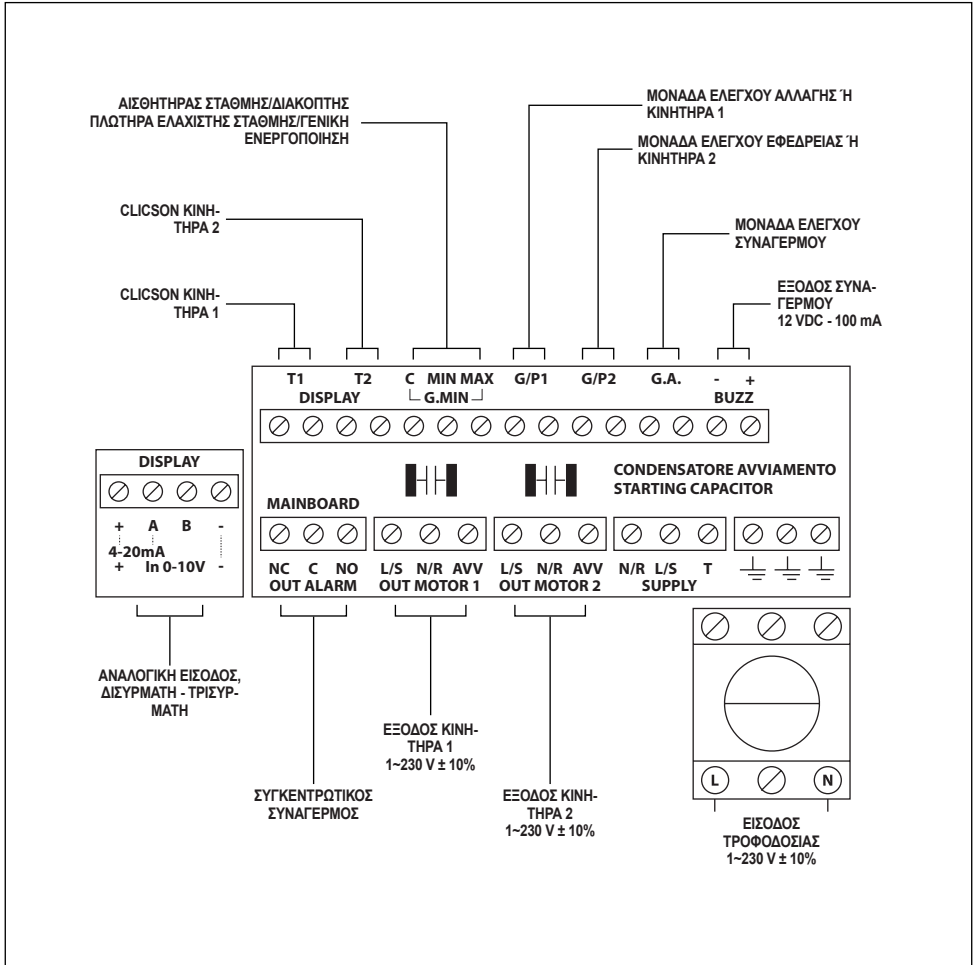 ΑΙΣΘΗΤΗΡΑΣ ΣΤΑΘΜΗΣ/ΔΙΑΚΟΠΤΗΣ
ΠΛΩΤΗΡΑ ΕΛΑΧΙΣΤΗΣ ΣΤΑΘΜΗΣ/ΓΕΝΙΚΗ
ΕΝΕΡΓΟΠΟΙΗΣΗ
ΜΟΝΑΔΑ ΕΛΕΓΧΟΥ ΑΛΛΑΓΗΣ Ή
ΚΙΝΗΤΗΡΑ 1
ΜΟΝΑΔΑ ΕΛΕΓΧΟΥ ΕΦΕΔΡΕΙΑΣ Ή
ΚΙΝΗΤΗΡΑ 2
CLICSON ΚΙΝΗ-
ΤΗΡΑ 2
ΜΟΝΑΔΑ ΕΛΕΓΧΟΥ
ΣΥΝΑΓΕΡΜΟΥ
CLICSON ΚΙΝΗ-
ΤΗΡΑ 1
ΕΞΟΔΟΣ ΣΥΝΑ-
ΓΕΡΜΟΥ
12 VDC - 100 mA
T1 T2 C MIN MAX G/P1 G/P2 G.A. - +
DISPLAY G.MIN BUZZ
DISPLAY
+ A B -
4-20mA
+ In 0-10V -
CONDENSATORE AVVIAMENTO
STARTING CAPACITOR
MAINBOARD
NC C NO L/S N/R AVV L/S N/R AVV N/R L/S T
OUT ALARM OUT MOTOR 1 OUT MOTOR 2 SUPPLY
ΑΝΑΛΟΓΙΚΗ ΕΙΣΟΔΟΣ,
ΔΙΣΥΡΜΑΤΗ - ΤΡΙΣΥΡ-
ΜΑΤΗ
ΕΞΟΔΟΣ ΚΙΝΗ-
ΤΗΡΑ 1
1~230 V ± 10%
ΣΥΓΚΕΝΤΡΩΤΙΚΟΣ
ΣΥΝΑΓΕΡΜΟΣ
ΕΞΟΔΟΣ ΚΙΝΗ-
ΤΗΡΑ 2
1~230 V ± 10%
L N
ΕΙΣΟΔΟΣ
ΤΡΟΦΟΔΟΣΙΑΣ
1~230 V ± 10%